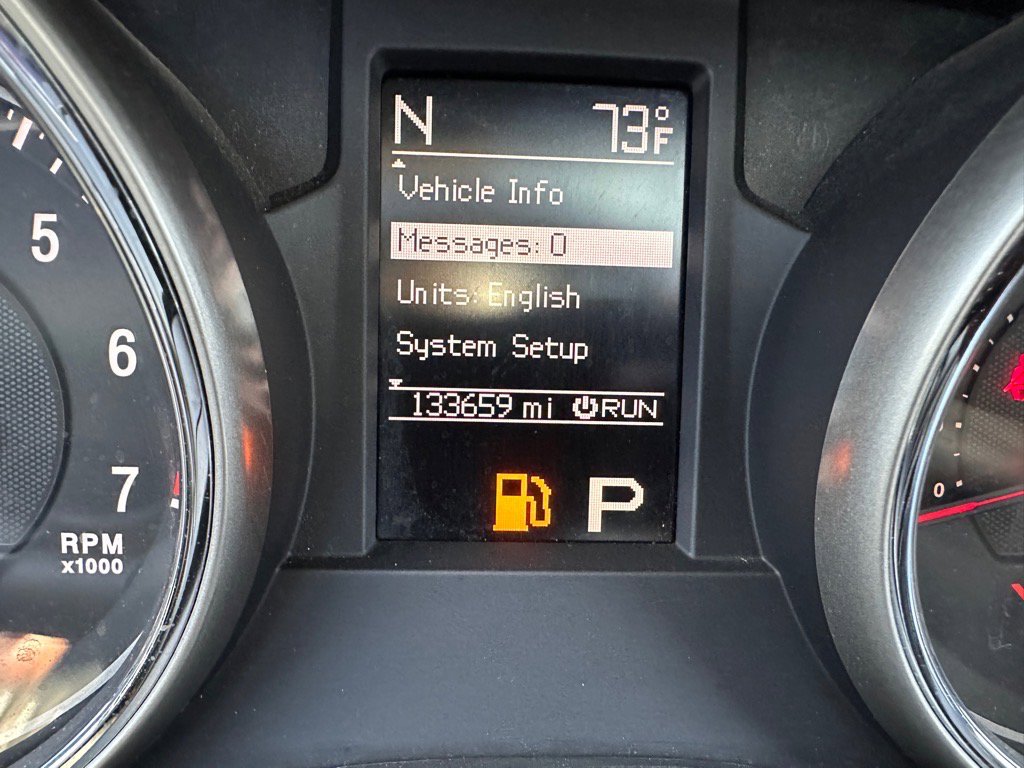 N 73°F
Vehicle Info
Messages: 0
Units: English
System Setup
133659 mi RUN
P
5
6
7
RPM
x1000
0